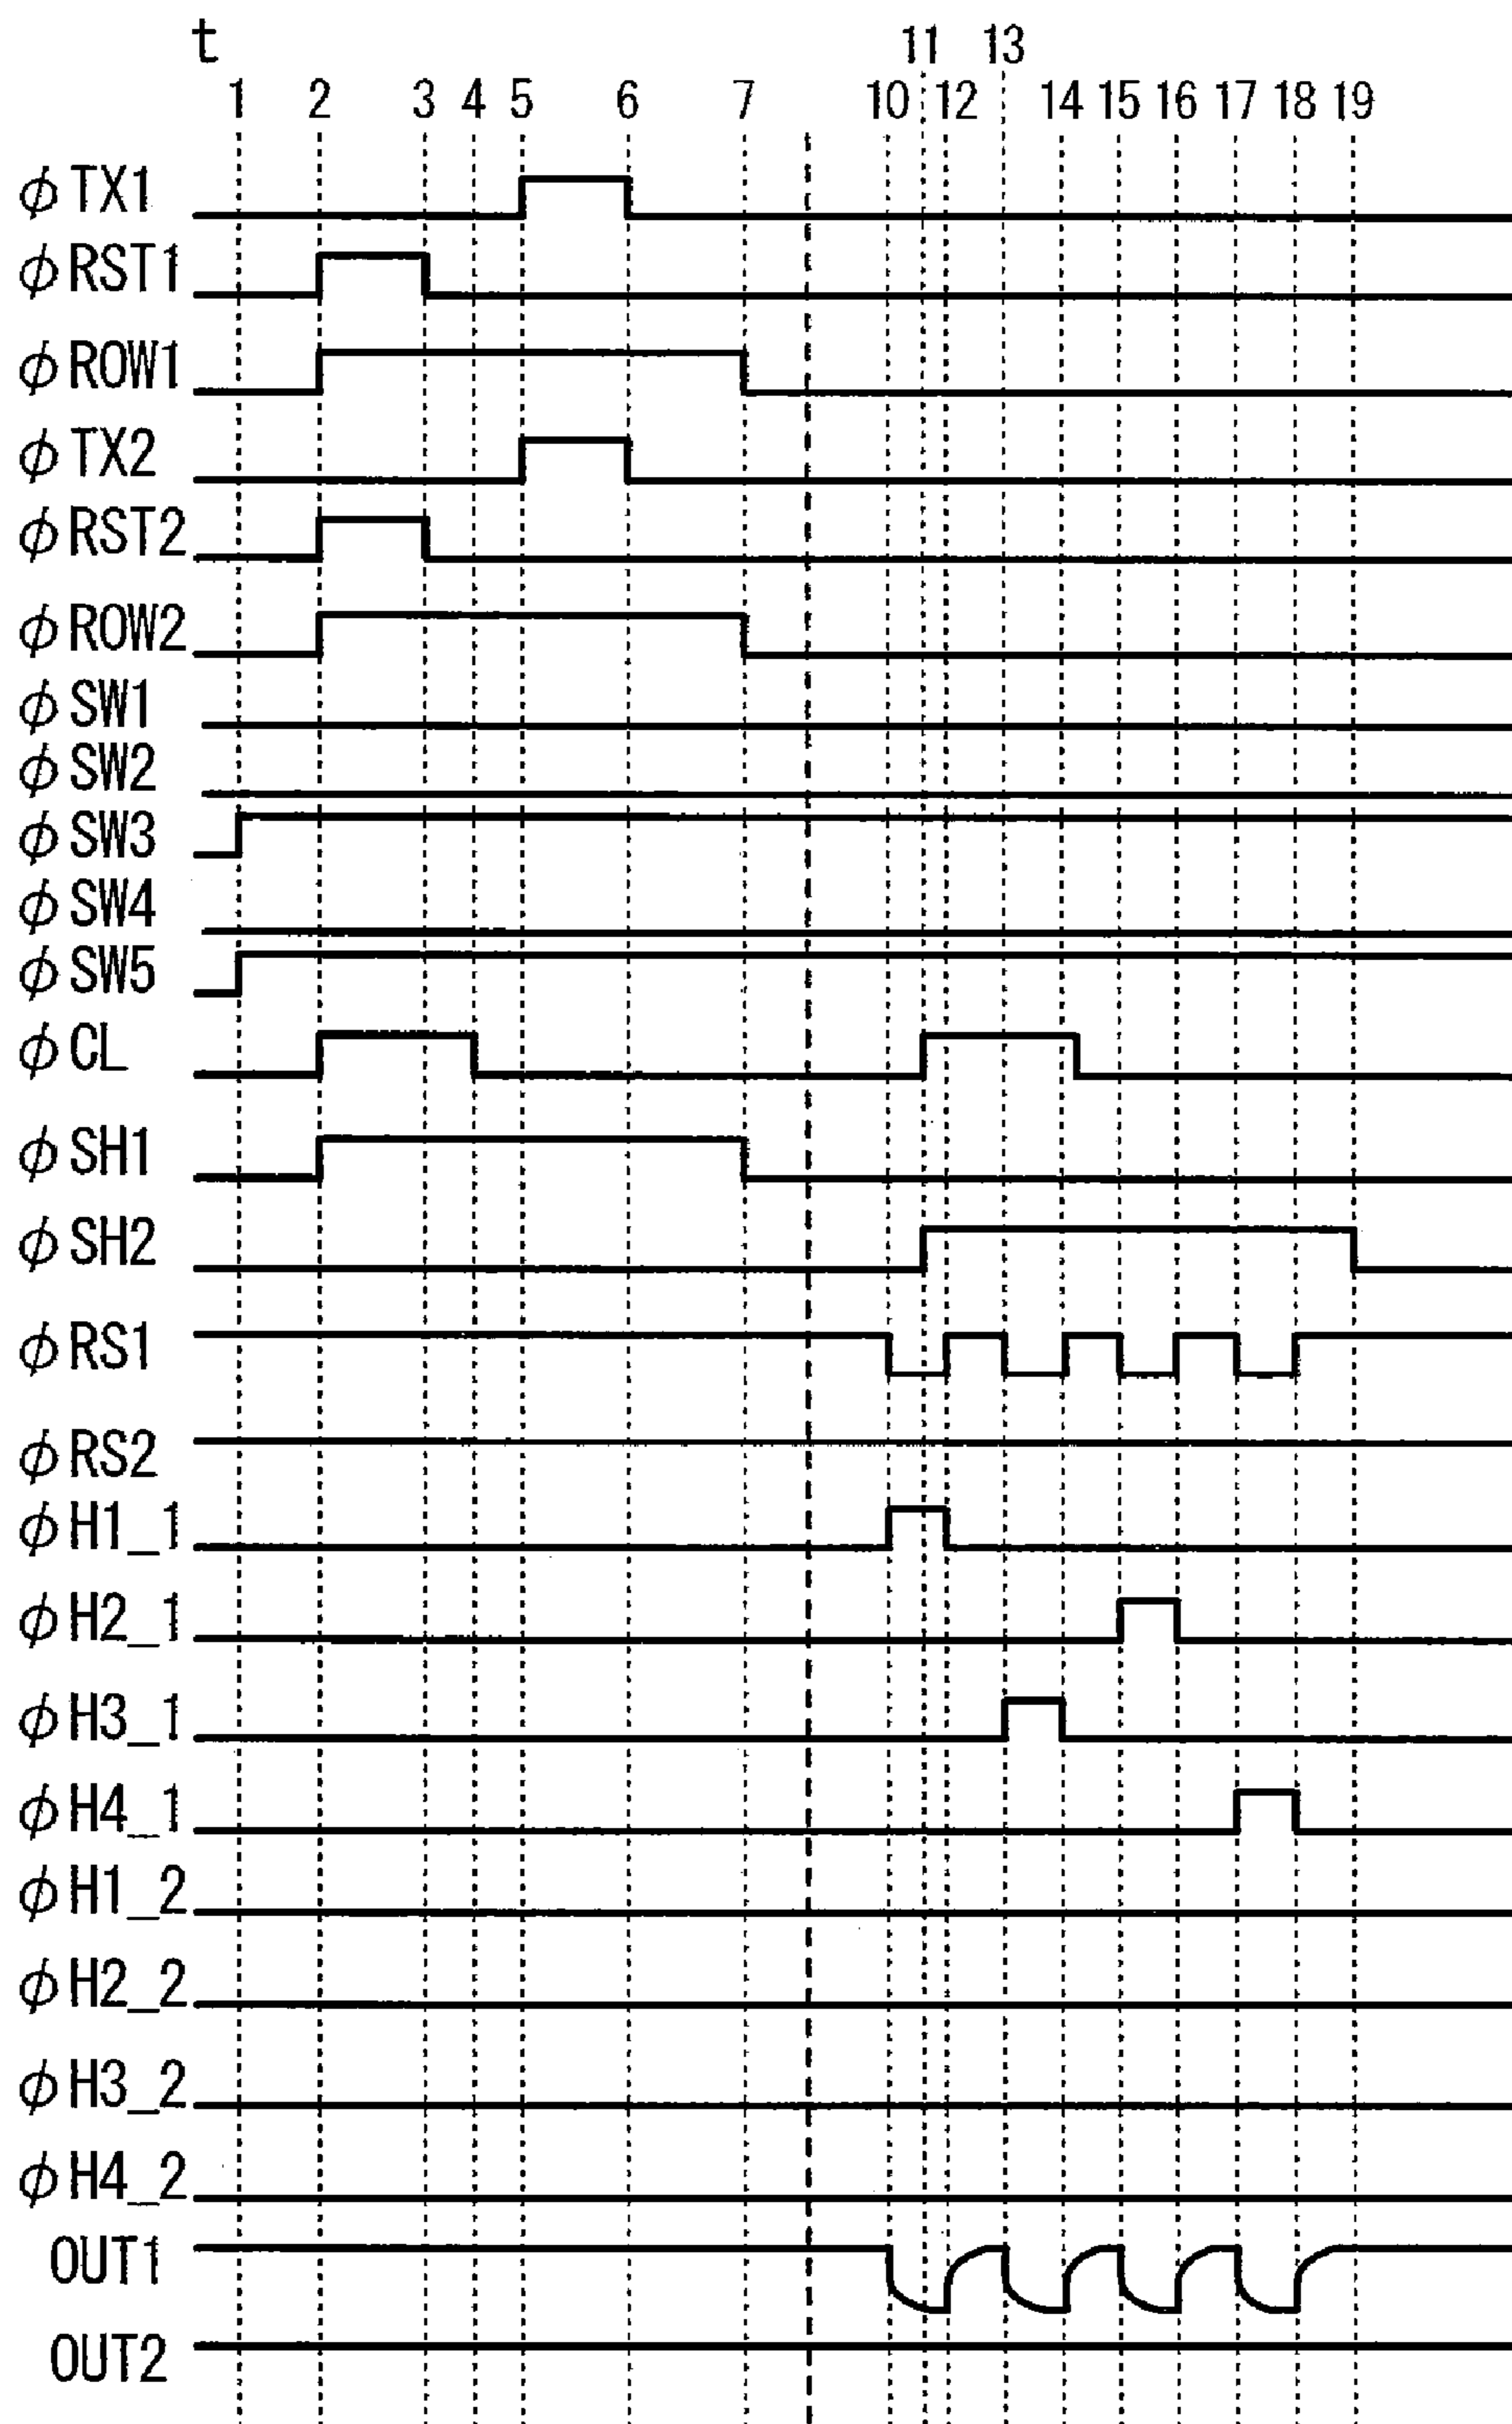 t
11 13
1 2 3 4 5 6 7 10 12 14 15 16 17 18 19
φTX1
φRST1
φROW1
φTX2
φRST2
φROW2
φSW1
φSW2
φSW3
φSW4
φSW5
φCL
φSH1
φSH2
φRS1
φRS2
φH1_1
φH2_1
φH3_1
φH4_1
φH1_2
φH2_2
φH3_2
φH4_2
OUT1
OUT2